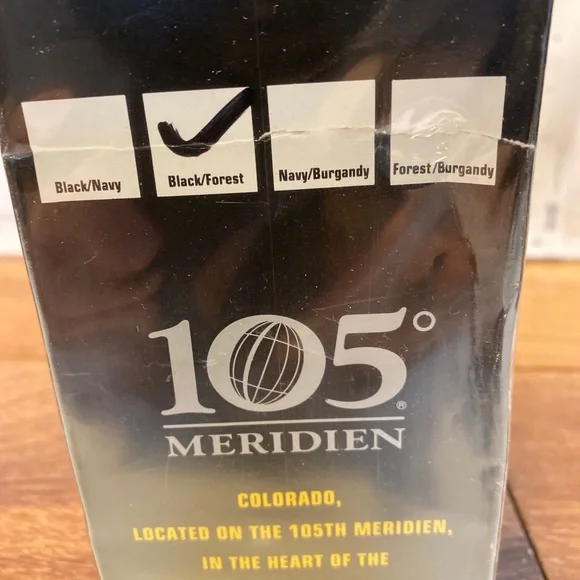 Black/Navy Black/Forest Navy/Burgandy Forest/Burgandy
105°
®
MERIDIEN
COLORADO,
LOCATED ON THE 105TH MERIDIEN,
IN THE HEART OF THE